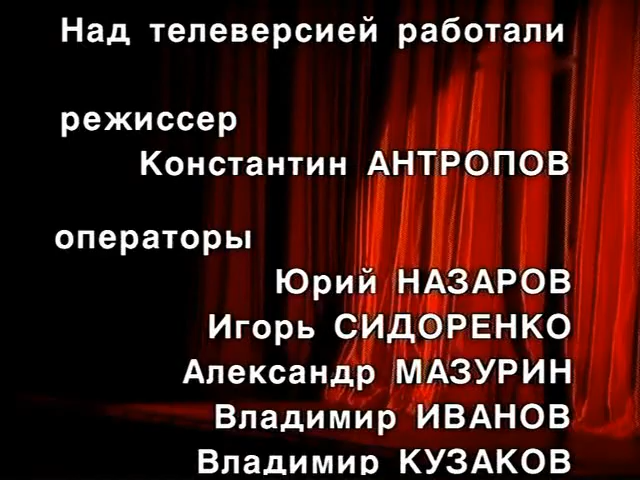 Над телеверсией работали
режиссер
Константин АНТРОПОВ
операторы
Юрий НАЗАРОВ
Игорь СИДОРЕНКО
Александр МАЗУРИН
Владимир ИВАНОВ
Владимир КУЗАКОВ